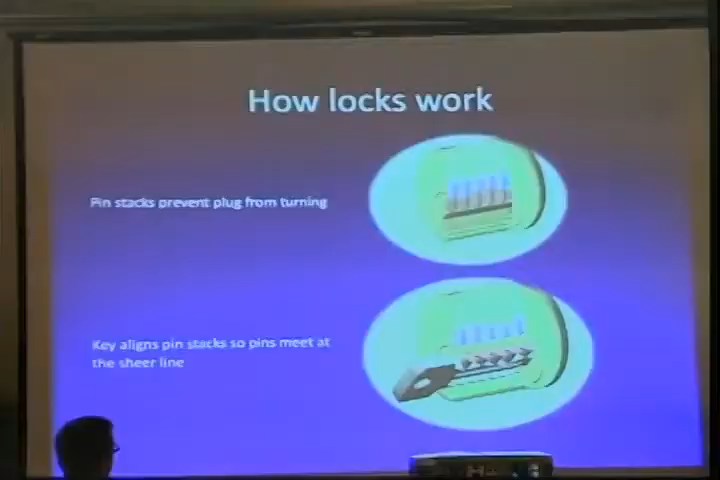 How locks work
Pin stacks prevent plug from turning
Key aligns pin stacks so pins meet at
the sheer line